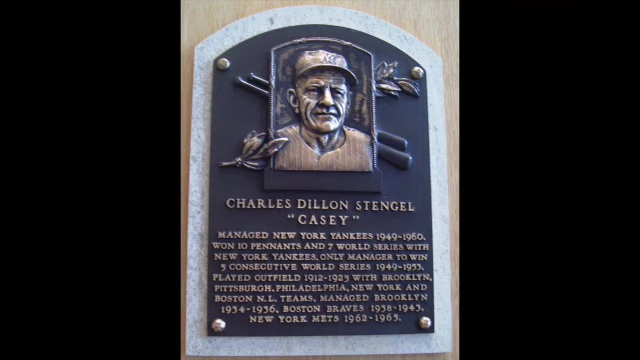 CHARLES DILLON STENGEL
"CASEY"
MANAGED NEW YORK YANKEES 1949-1960.
WON 10 PENNANTS AND 7 WORLD SERIES WITH
NEW YORK YANKEES. ONLY MANAGER TO WIN
5 CONSECUTIVE WORLD SERIES 1949-1953.
PLAYED OUTFIELD 1912-1925 WITH BROOKLYN,
PITTSBURGH, PHILADELPHIA, NEW YORK AND
BOSTON N.L. TEAMS. MANAGED BROOKLYN
1934-1936, BOSTON BRAVES 1938-1943,
NEW YORK METS 1962-1965.